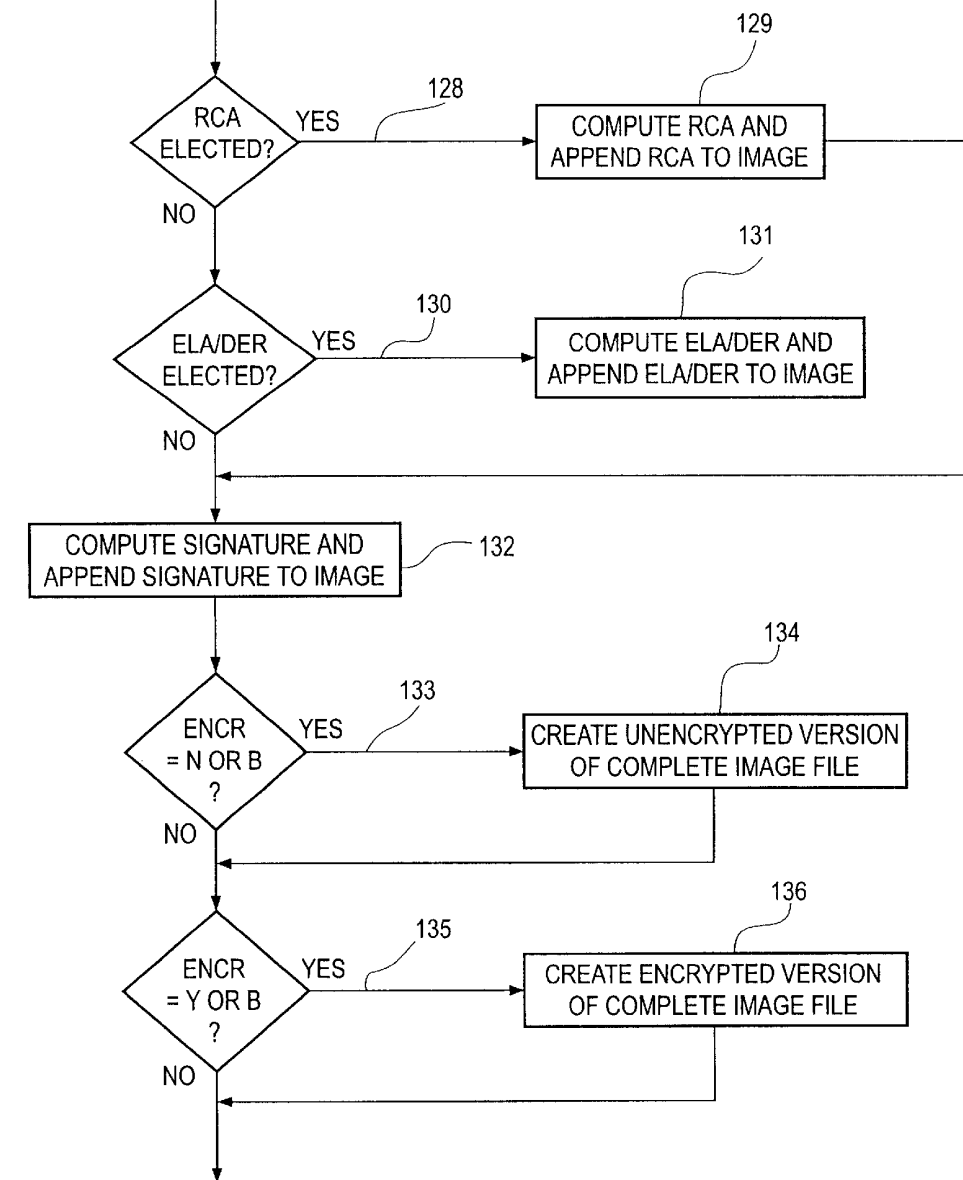 129
128
RCA
ELECTED?
YES
COMPUTE RCA AND
APPEND RCA TO IMAGE
NO
131
130
ELA/DER
ELECTED?
YES
COMPUTE ELA/DER AND
APPEND ELA/DER TO IMAGE
NO
COMPUTE SIGNATURE AND
APPEND SIGNATURE TO IMAGE
132
134
133
ENCR
= N OR B
?
YES
CREATE UNENCRYPTED VERSION
OF COMPLETE IMAGE FILE
NO
136
135
ENCR
= Y OR B
?
YES
CREATE ENCRYPTED VERSION
OF COMPLETE IMAGE FILE
NO